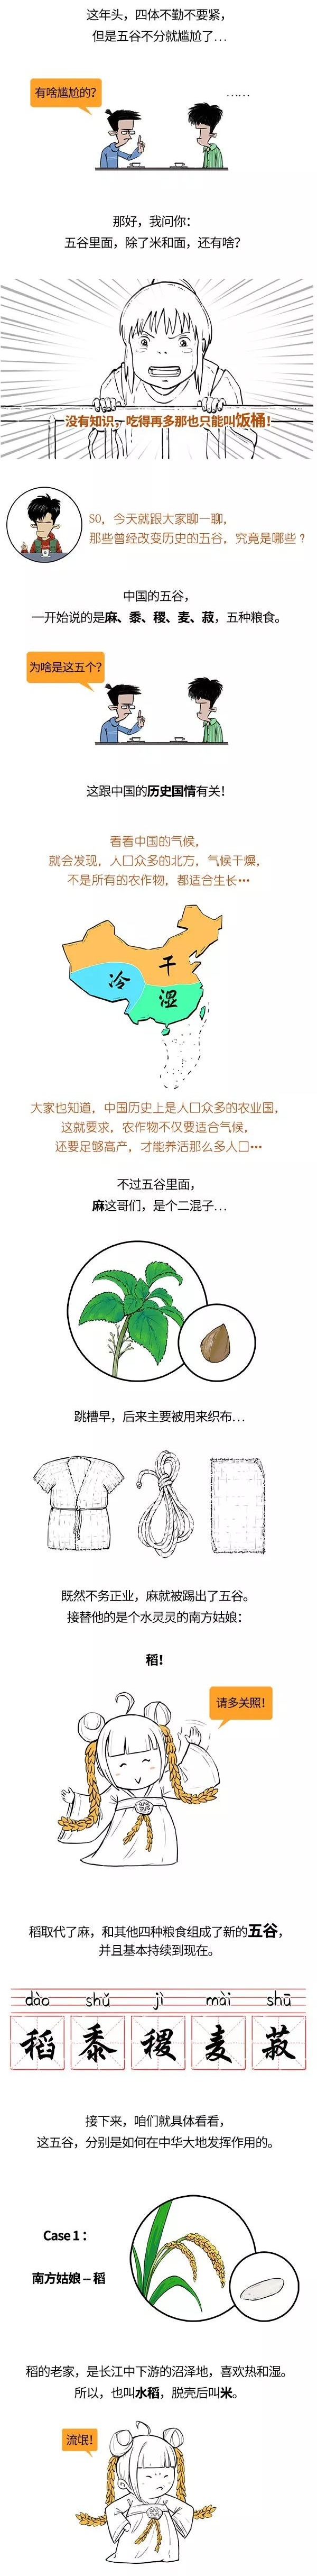 这年头，四体不勤不要紧，
但是五谷不分就尴尬了…
有啥尴尬的？
……
那好，我问你：
五谷里面，除了米和面，还有啥？
没有知识，吃得再多那也只能叫饭桶！
SO，今天就跟大家聊一聊，
那些曾经改变历史的五谷，究竟是哪些？
中国的五谷，
一开始说的是麻、黍、稷、麦、菽，五种粮食。
为啥是这五个？
这跟中国的历史国情有关！
看看中国的气候，
就会发现，人口众多的北方，气候干燥，
不是所有的农作物，都适合生长…
干
冷
湿
大家也知道，中国历史上是人口众多的农业国，
这就要求，农作物不仅要适合气候，
还要足够高产，才能养活那么多人口…
不过五谷里面，
麻这哥们，是个二混子…
跳槽早，后来主要被用来织布…
既然不务正业，麻就被踢出了五谷。
接替他的是个水灵灵的南方姑娘：
稻！
请多关照！
稻取代了麻，和其他四种粮食组成了新的五谷，
并且基本持续到现在。
dào shǔ jì mài shū
稻 黍 稷 麦 菽
接下来，咱们就具体看看，
这五谷，分别是如何在中华大地发挥作用的。
Case 1：
南方姑娘 -- 稻
稻的老家，是长江中下游的沼泽地，喜欢热和湿。
所以，也叫水稻，脱壳后叫米。
流氓！